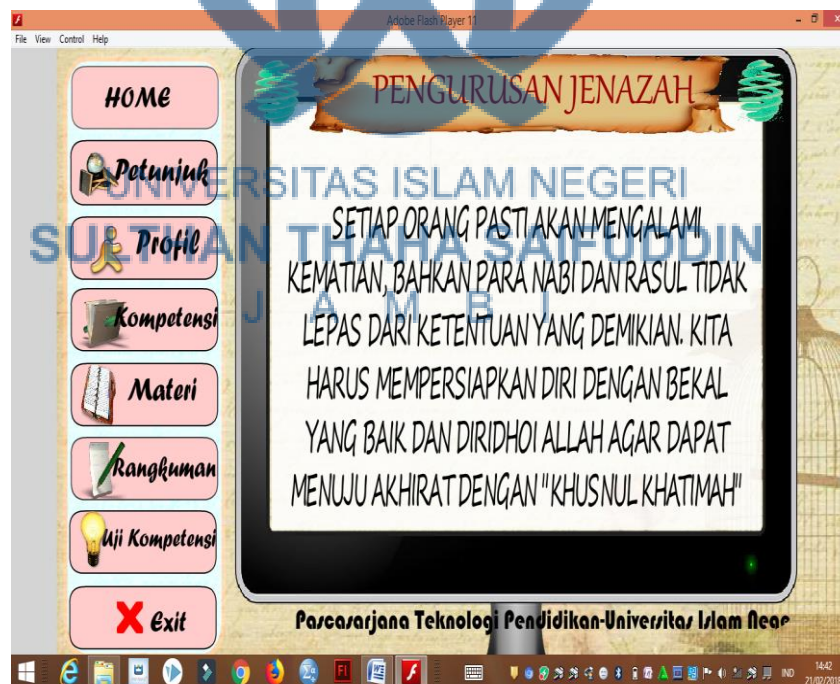 Adobe Flash Player 11
File View Control Help
HOME
Petunjuk
Profil
Kompetensi
Materi
Rangkuman
Uji Kompetensi
Exit
PENGURUSAN JENAZAH
SETIAP ORANG PASTI AKAN MENGALAMI
KEMATIAN, BAHKAN PARA NABI DAN RASUL TIDAK
LEPAS DARI KETENTUAN YANG DEMIKIAN. KITA
HARUS MEMPERSIAPKAN DIRI DENGAN BEKAL
YANG BAIK DAN DIRIDHOI ALLAH AGAR DAPAT
MENUJU AKHIRAT DENGAN "KHUSNUL KHATIMAH"
Pascasarjana Teknologi Pendidikan-Universitas Islam Nege
UNIVERSITAS ISLAM NEGERI
SULTHAN THAHA SAIFUDDIN
JAMBI
IND
14:42